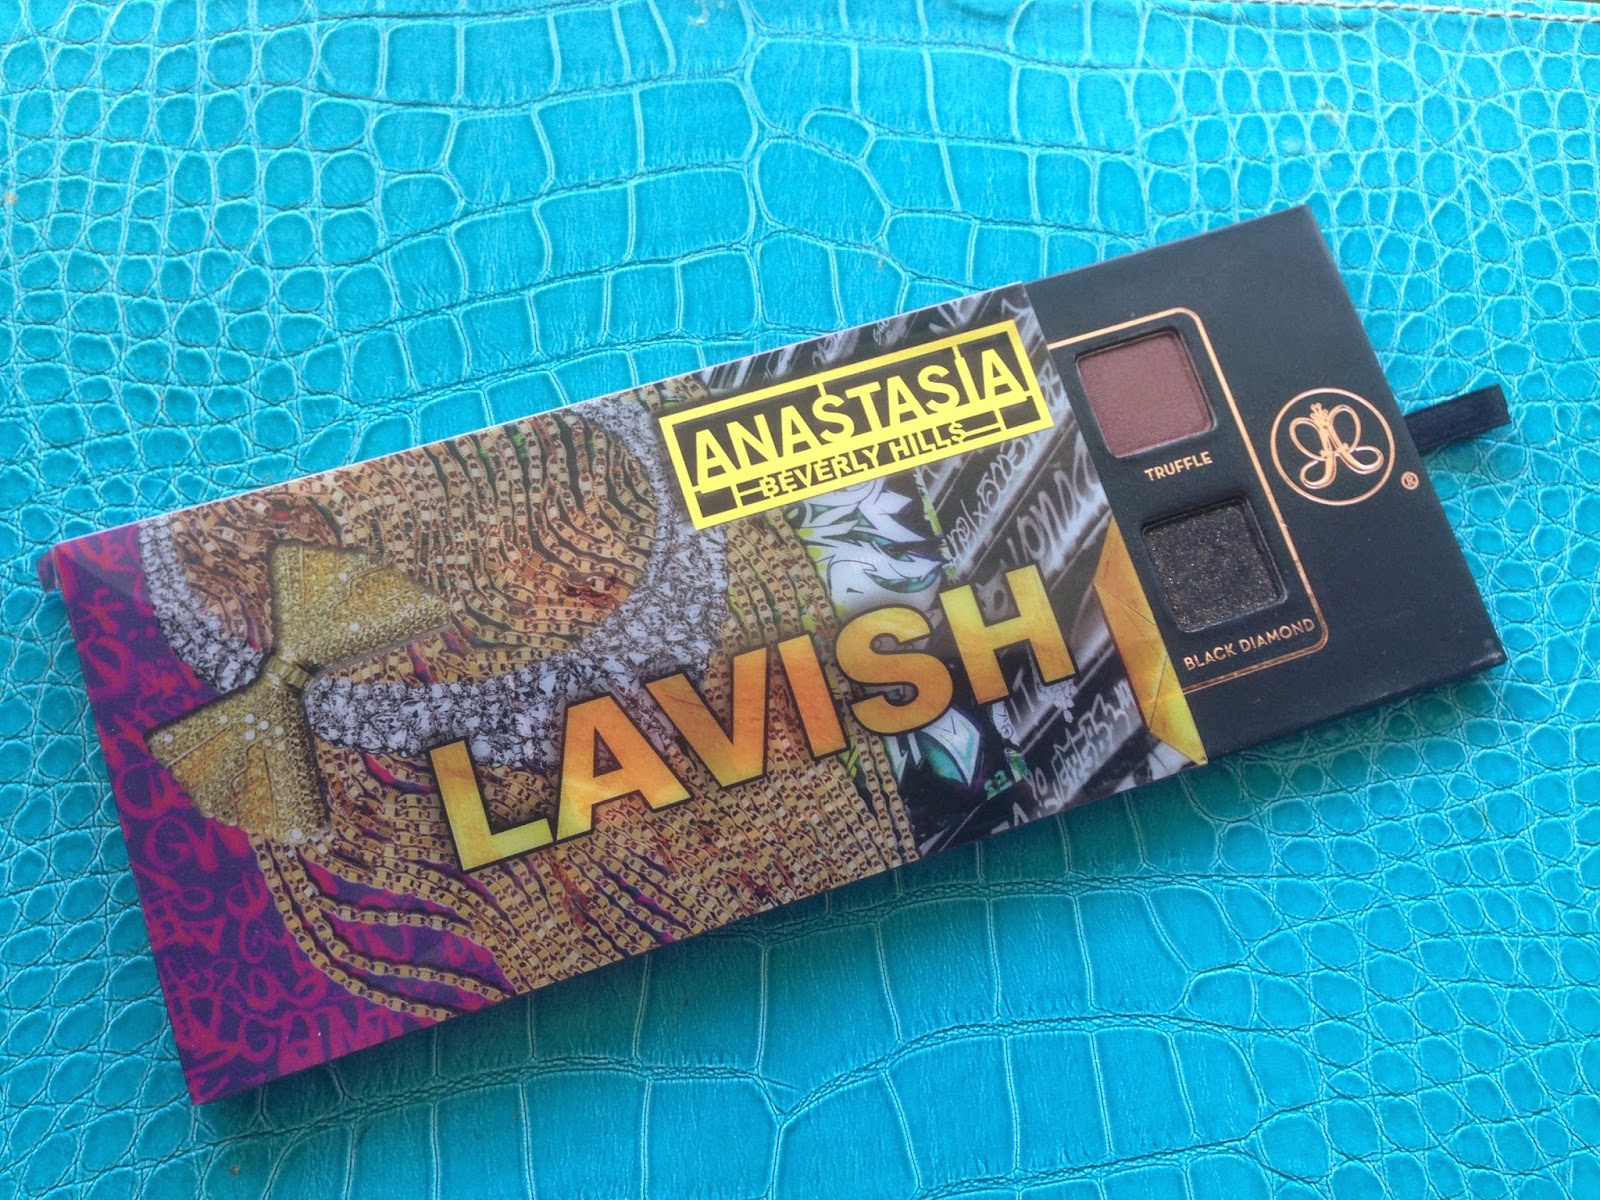 ANASTASIA
BEVERLY HILLS
LAVISH
TRUFFLE
BLACK DIAMOND
®